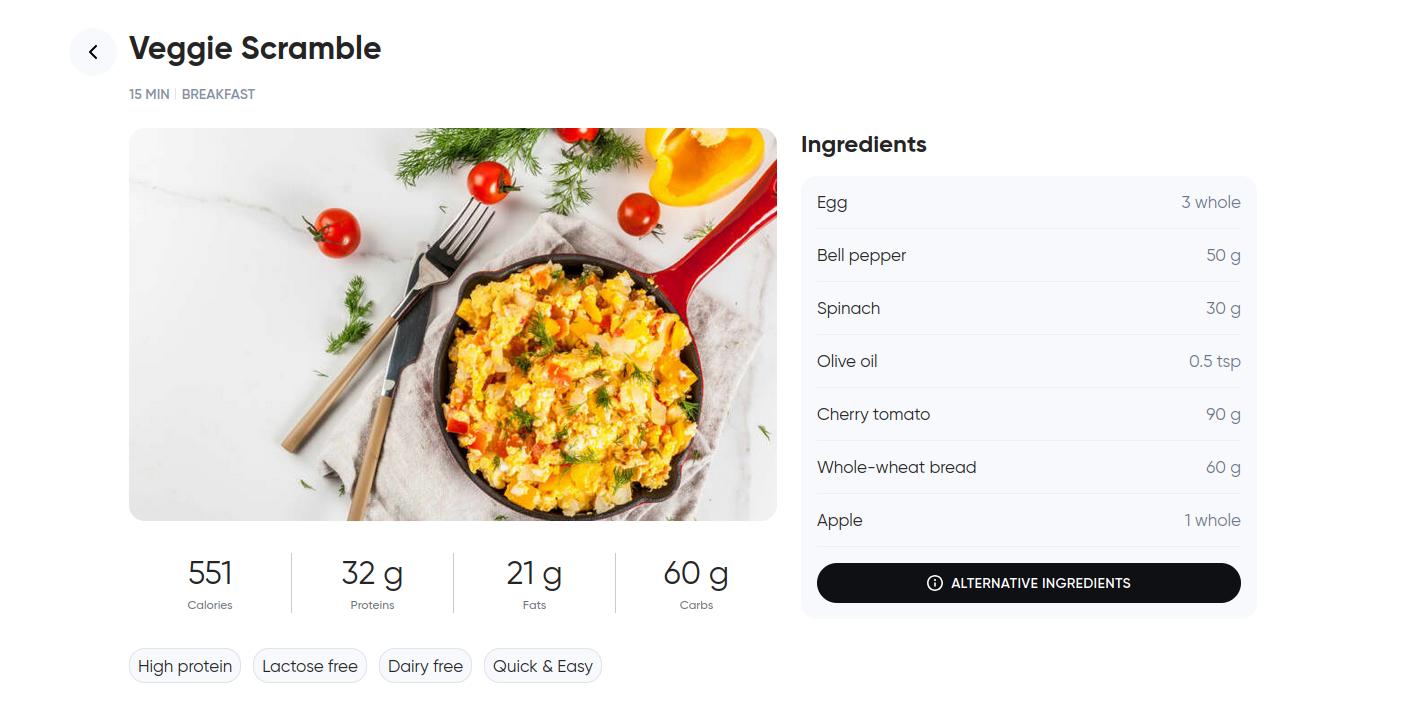 Veggie Scramble
15 MIN | BREAKFAST
Ingredients
Egg 3 whole
Bell pepper 50 g
Spinach 30 g
Olive oil 0.5 tsp
Cherry tomato 90 g
Whole-wheat bread 60 g
Apple 1 whole
ALTERNATIVE INGREDIENTS
551 32 g 21 g 60 g
Calories Proteins Fats Carbs
High protein Lactose free Dairy free Quick & Easy